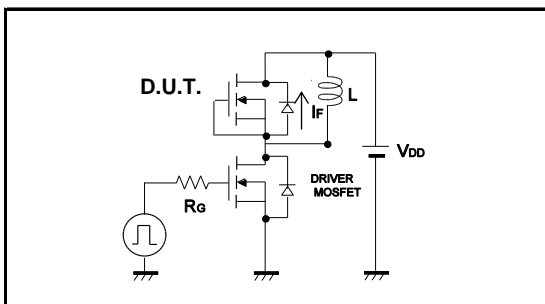 D.U.T.
IF
L
VDD
DRIVER
MOSFET
RG